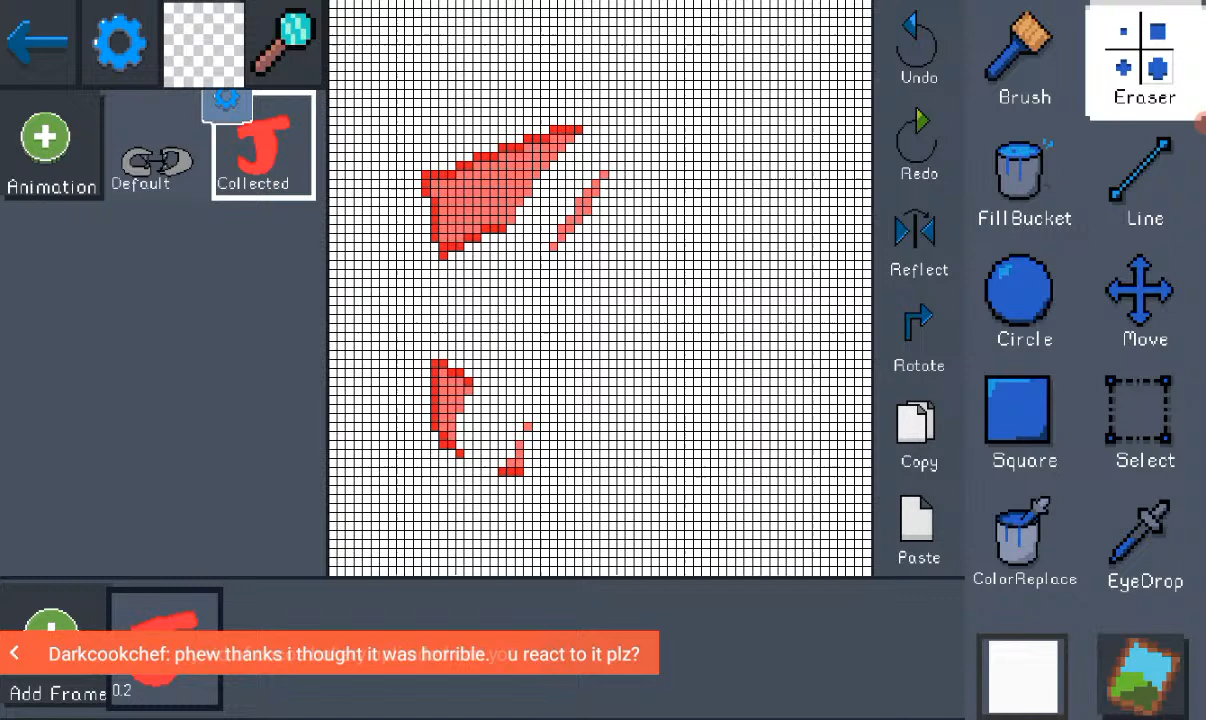 Undo
Brush
Eraser
Animation
Default
Collected
Redo
FillBucket
Line
Reflect
Circle
Move
Rotate
Copy
Square
Select
Paste
ColorReplace
EyeDrop
Darkcookchef: phew thanks i thought it was horrible. u react to it plz?
Add Frame
0.2